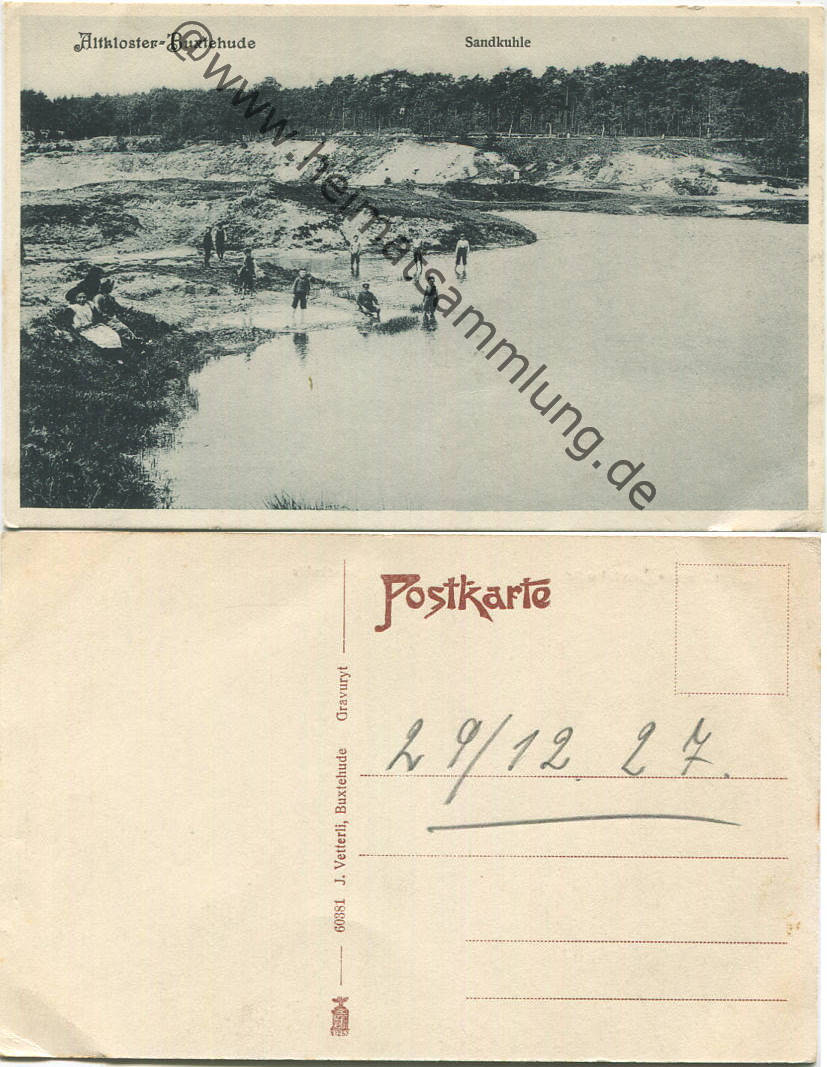 Altkloster-Buxtehude
Sandkuhle
@www.heimatsammlung.de
Postkarte
29/12. 27.
60381 J. Vetterli, Buxtehude Gravuryt